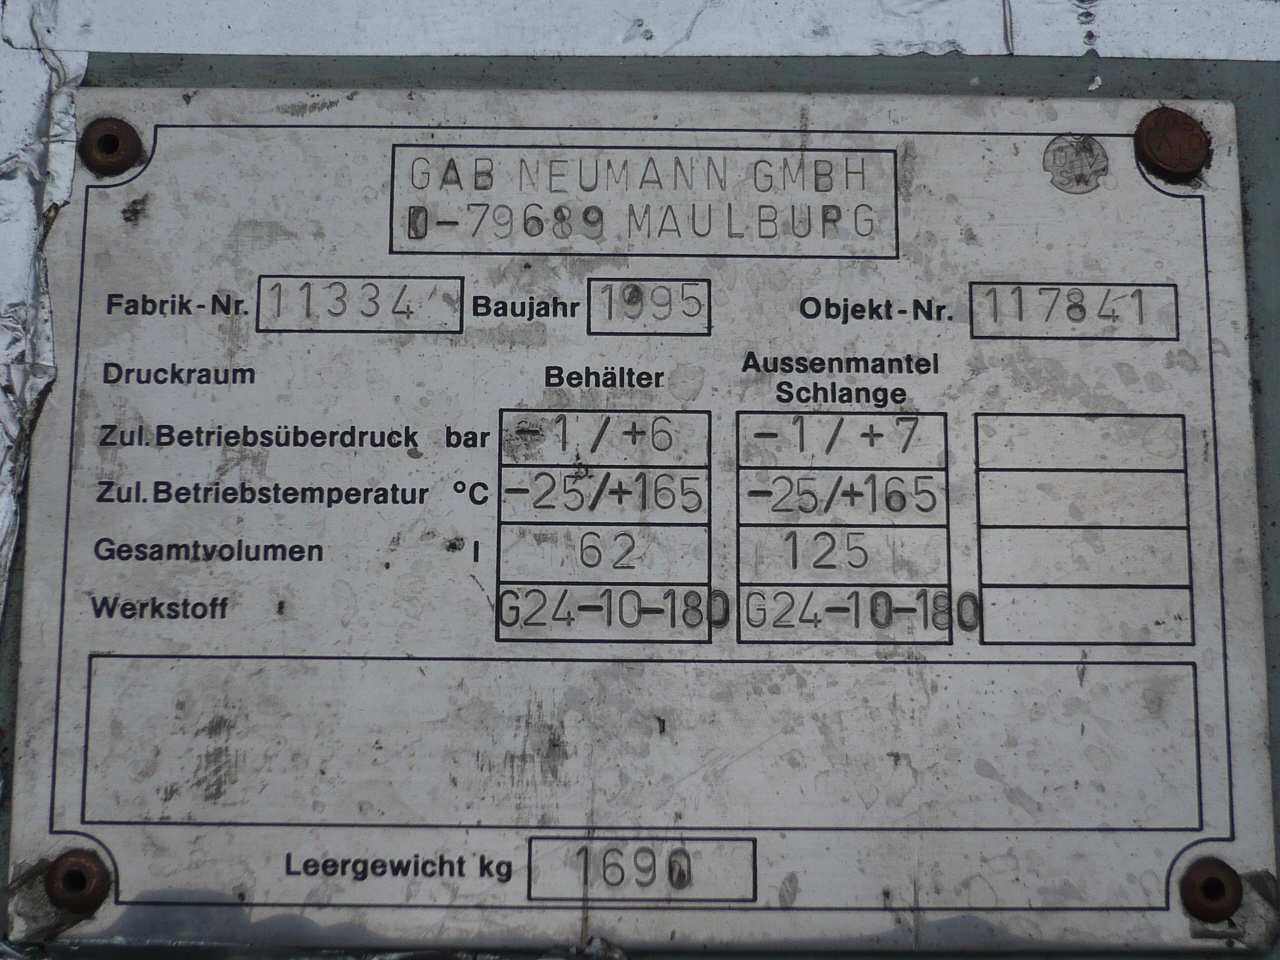 GAB NEUMANN GMBH
D-79689 MAULBURG
Fabrik-Nr. 11334 Baujahr 1995 Objekt-Nr. 117841
Druckraum Behälter Aussenmantel
Schlange
Zul. Betriebsüberdruck bar -1/+6 -1/+7
Zul. Betriebstemperatur °C -25/+165 -25/+165
Gesamtvolumen l 62 125
Werkstoff G24-10-180 G24-10-180
Leergewicht kg 1690